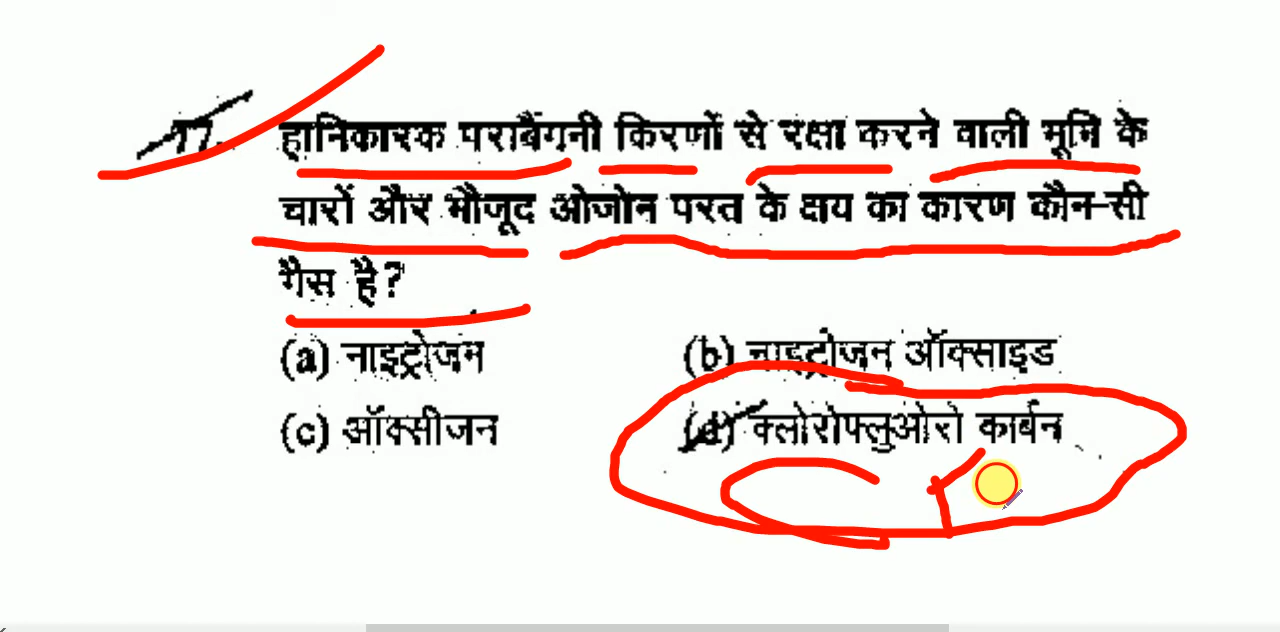 17. हानिकारक पराबैंगनी किरणों से रक्षा करने वाली भूमि के
चारों और मौजूद ओजोन परत के क्षय का कारण कौन-सी
गैस है?
(a) नाइट्रोजन (b) नाइट्रोजन ऑक्साइड
(c) ऑक्सीजन (d) क्लोरोफ्लुओरो कार्बन